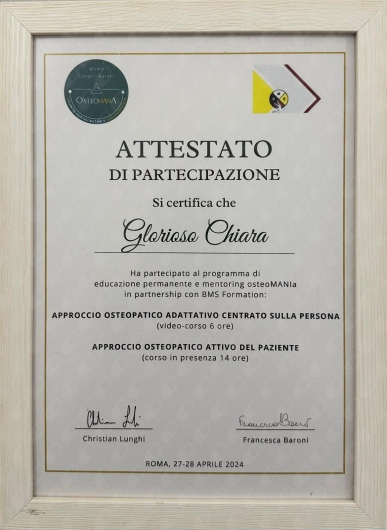 OSTEOMANIA
ATTESTATO
DI PARTECIPAZIONE
Si certifica che
Glorioso Chiara
Ha partecipato al programma di
educazione permanente e mentoring osteoMANIa
in partnership con BMS Formation:
APPROCCIO OSTEOPATICO ADATTATIVO CENTRATO SULLA PERSONA
(video-corso 6 ore)
APPROCCIO OSTEOPATICO ATTIVO DEL PAZIENTE
(corso in presenza 14 ore)
Christian Lunghi
Francesca Baroni
ROMA, 27-28 APRILE 2024